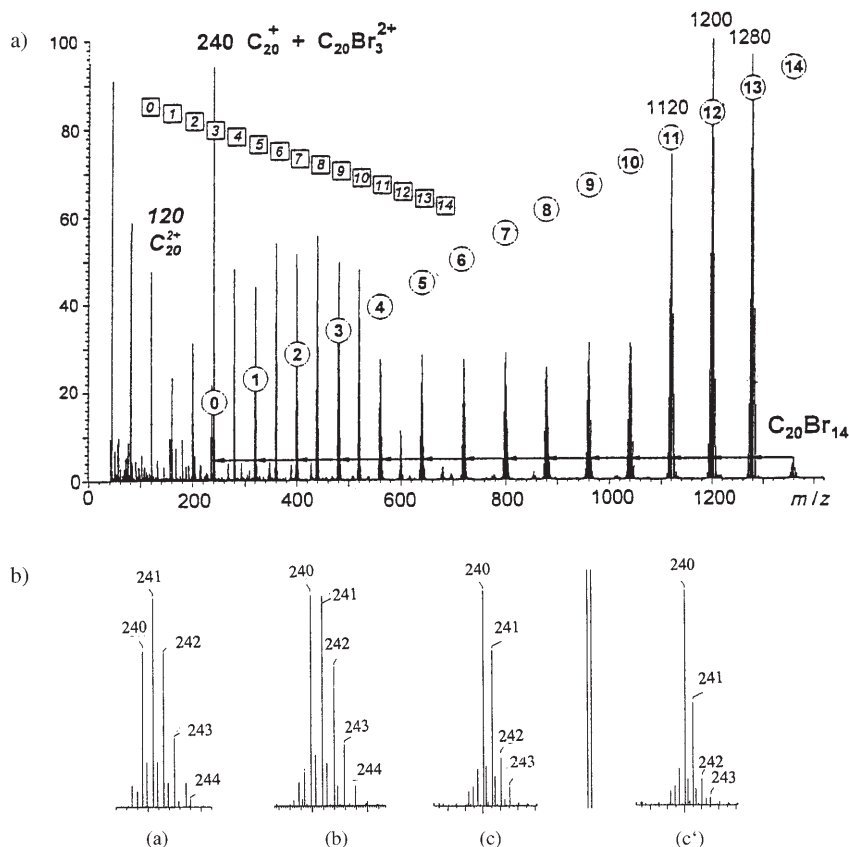 a)
240 C₂₀⁺ + C₂₀Br₃²⁺
1200
1280
100
80
60
40
20
0
0 1 2 3 4 5 6 7 8 9 10 11 12 13 14
120
C₂₀²⁺
1120
0 1 2 3 4 5 6 7 8 9 10 11 12 13 14
C₂₀Br₁₄
0 200 400 600 800 1000 1200 m / z
b)
240 241 242 243 244
240 241 242 243 244
240 241 242 243
240 241 242 243
(a) (b) (c) (c‘)